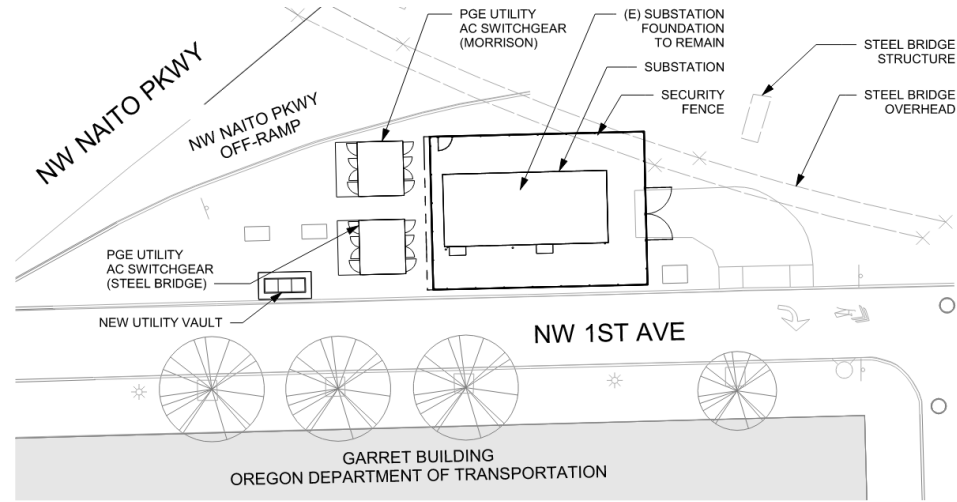 PGE UTILITY
AC SWITCHGEAR
(MORRISON)
(E) SUBSTATION
FOUNDATION
TO REMAIN
SUBSTATION
SECURITY
FENCE
STEEL BRIDGE
STRUCTURE
STEEL BRIDGE
OVERHEAD
NW NAITO PKWY
NW NAITO PKWY
OFF-RAMP
PGE UTILITY
AC SWITCHGEAR
(STEEL BRIDGE)
NEW UTILITY VAULT
NW 1ST AVE
GARRET BUILDING
OREGON DEPARTMENT OF TRANSPORTATION